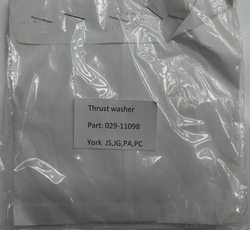 Thrust washer
Part: 029-11098
York JS,JG,PA,PC